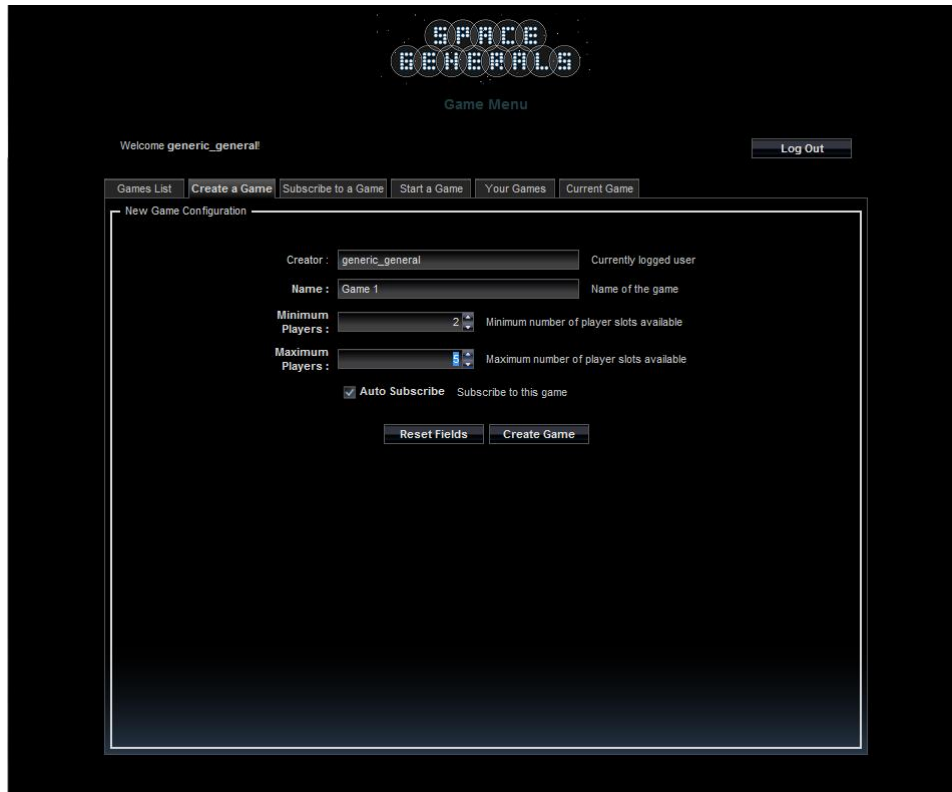 SPACE
GENERALS
Game Menu
Welcome generic_general!
Log Out
Games List Create a Game Subscribe to a Game Start a Game Your Games Current Game
New Game Configuration
Creator : generic_general Currently logged user
Name : Game 1 Name of the game
Minimum
Players : 2 Minimum number of player slots available
Maximum
Players : 5 Maximum number of player slots available
Auto Subscribe Subscribe to this game
Reset Fields Create Game